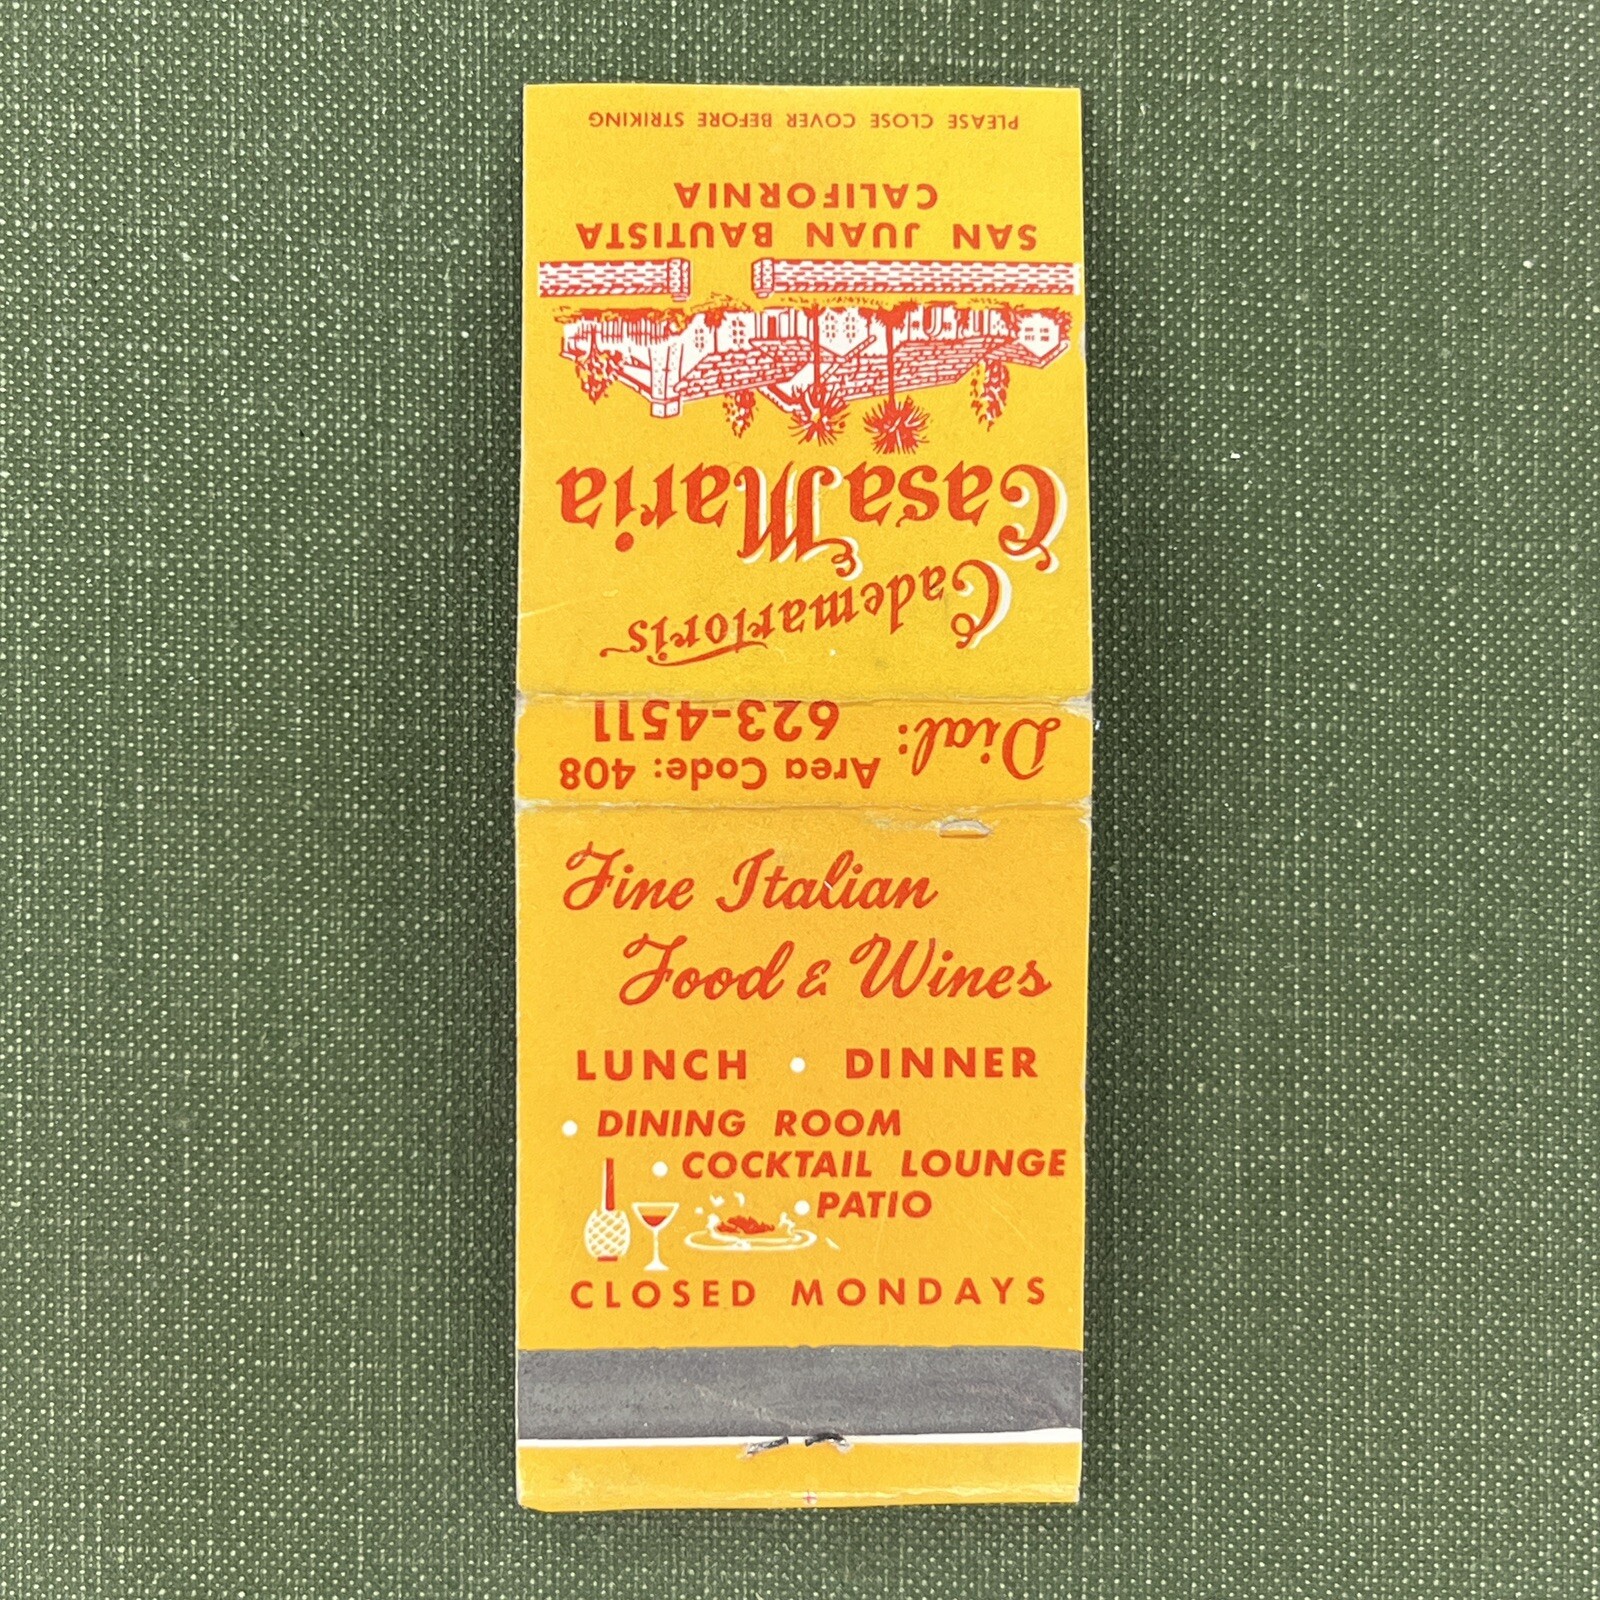 PLEASE CLOSE COVER BEFORE STRIKING
Cademartoris
Casa Maria
SAN JUAN BAUTISTA
CALIFORNIA
Dial:
Area Code: 408
623-4511
Fine Italian
Food & Wines
LUNCH • DINNER
• DINING ROOM
• COCKTAIL LOUNGE
• PATIO
CLOSED MONDAYS